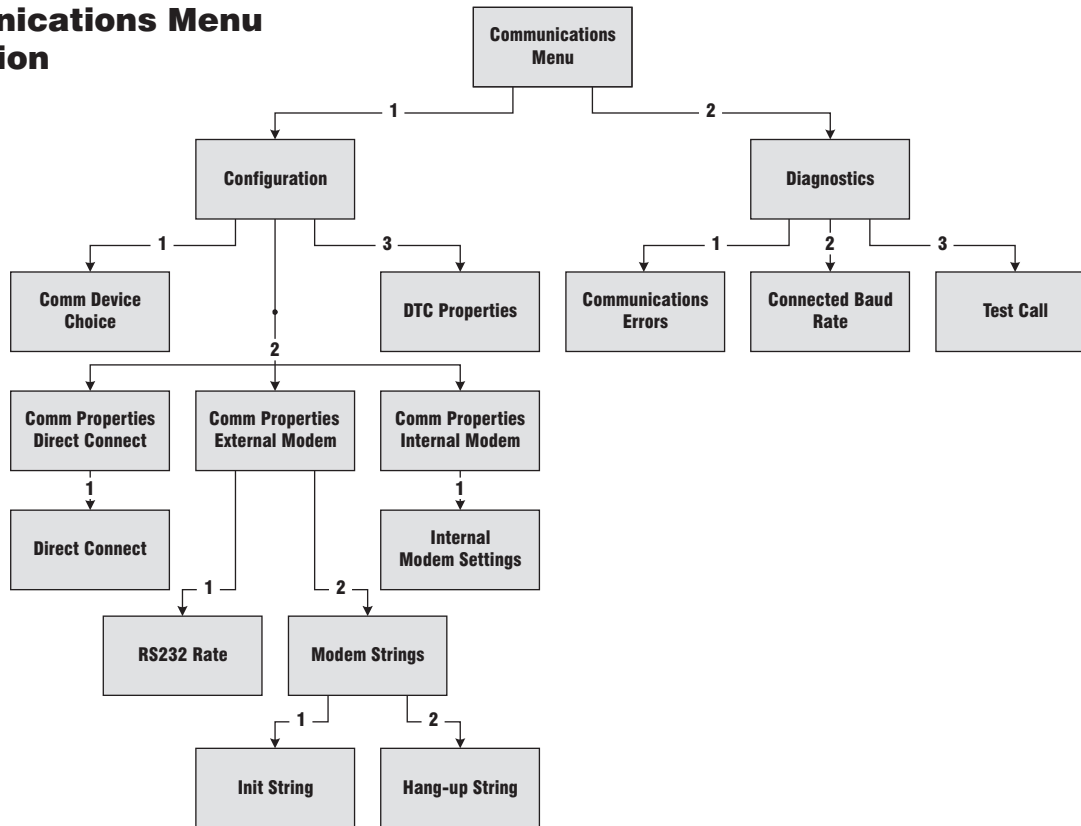 nications Menu
ion
Communications
Menu
1
2
Configuration
Diagnostics
1
3
1
2
3
Comm Device
Choice
DTC Properties
Communications
Errors
Connected Baud
Rate
Test Call
2
Comm Properties
Direct Connect
Comm Properties
External Modem
Comm Properties
Internal Modem
1
1
Direct Connect
Internal
Modem Settings
1
2
RS232 Rate
Modem Strings
1
2
Init String
Hang-up String